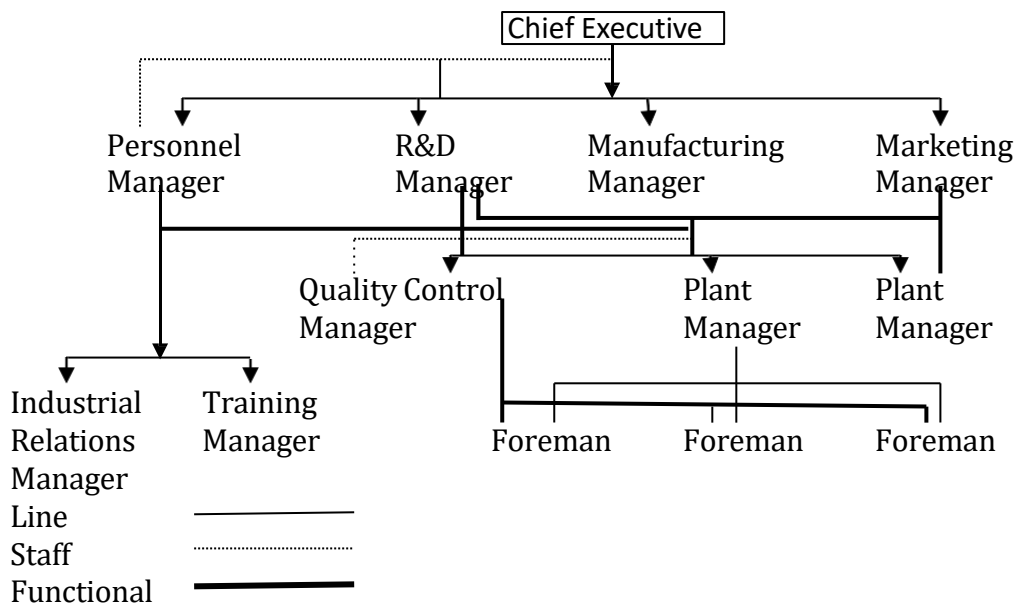 Chief Executive
Personnel
Manager
R&D
Manager
Manufacturing
Manager
Marketing
Manager
Quality Control
Manager
Plant
Manager
Plant
Manager
Industrial
Relations
Manager
Training
Manager
Foreman
Foreman
Foreman
Line
Staff
Functional